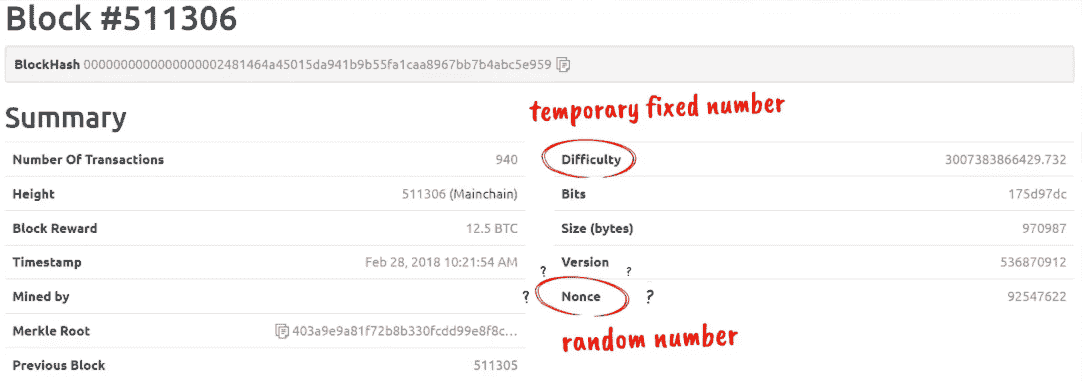 Block #511306
BlockHash 0000000000000000002481464a45015da941b9b55fa1caa8967bb7b4abc5e959
temporary fixed number
Summary
Number Of Transactions 940
Difficulty 3007383866429.732
Height 511306 (Mainchain)
Bits 175d97dc
Block Reward 12.5 BTC
Size (bytes) 970987
Timestamp Feb 28, 2018 10:21:54 AM
Version 536870912
? ?
Mined by
? Nonce ? 92547622
Merkle Root 403a9e9a81f72b8b330fcdd99e8f8c...
random number
Previous Block 511305